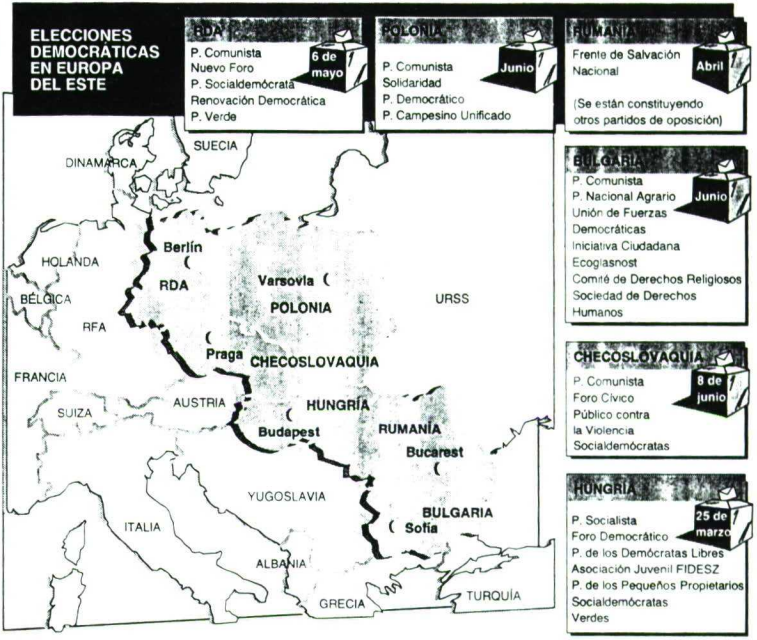 ELECCIONES
DEMOCRÁTICAS
EN EUROPA
DEL ESTE
RDA
P. Comunista
Nuevo Foro
P. Socialdemócrata
Renovación Democrática
P. Verde
6 de
mayo
POLONIA
P. Comunista
Solidaridad
P. Democrático
P. Campesino Unificado
Junio
RUMANIA
Frente de Salvación
Nacional
(Se están constituyendo
otros partidos de oposición)
Abril
BULGARIA
P. Comunista
P. Nacional Agrario
Unión de Fuerzas
Democráticas
Iniciativa Ciudadana
Ecoglasnost
Comité de Derechos Religiosos
Sociedad de Derechos
Humanos
Junio
CHECOSLOVAQUIA
P. Comunista
Foro Cívico
Público contra
la Violencia
Socialdemócratas
8 de
junio
HUNGRIA
P. Socialista
Foro Democrático
P. de los Demócratas Libres
Asociación Juvenil FIDESZ
P. de los Pequeños Propietarios
Socialdemócratas
Verdes
25 de
marzo
SUECIA
DINAMARCA
Berlín
HOLANDA
RDA
Varsovia
BÉLGICA
POLONIA
URSS
RFA
Praga
CHECOSLOVAQUIA
FRANCIA
AUSTRIA
HUNGRÍA
SUIZA
Budapest
RUMANÍA
Bucarest
YUGOSLAVIA
BULGARIA
ITALIA
Sofía
ALBANIA
GRECIA
TURQUÍA